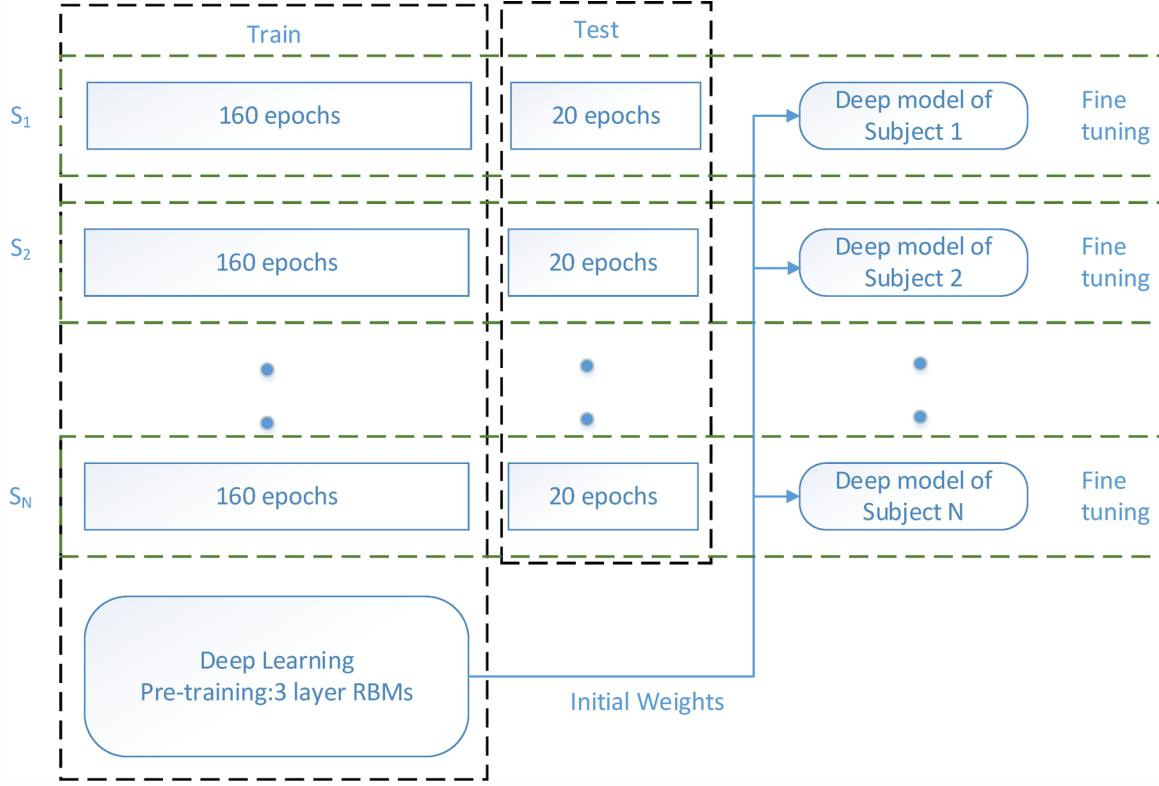 Train
Test
S1
160 epochs
20 epochs
Deep model of
Subject 1
Fine
tuning
S2
160 epochs
20 epochs
Deep model of
Subject 2
Fine
tuning
SN
160 epochs
20 epochs
Deep model of
Subject N
Fine
tuning
Deep Learning
Pre-training:3 layer RBMs
Initial Weights